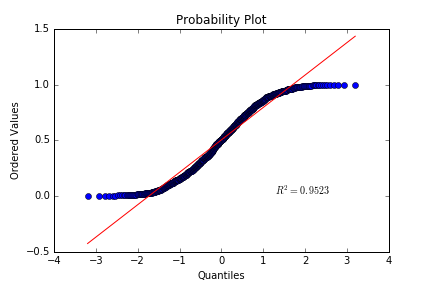 Probability Plot
1.5
1.0
0.5
0.0
−0.5
Ordered Values
R² = 0.9523
−4 −3 −2 −1 0 1 2 3 4
Quantiles